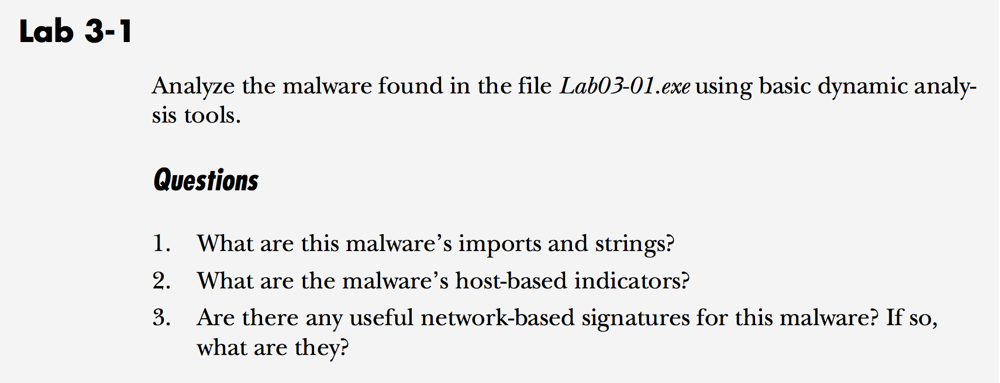 Lab 3-1
Analyze the malware found in the file Lab03-01.exe using basic dynamic analy-
sis tools.
Questions
1. What are this malware’s imports and strings?
2. What are the malware’s host-based indicators?
3. Are there any useful network-based signatures for this malware? If so,
what are they?